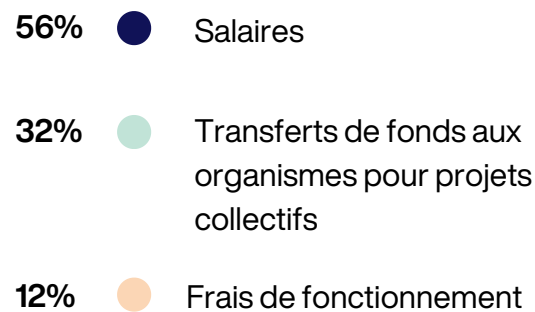 56% Salaires
32% Transferts de fonds aux
organismes pour projets
collectifs
12% Frais de fonctionnement